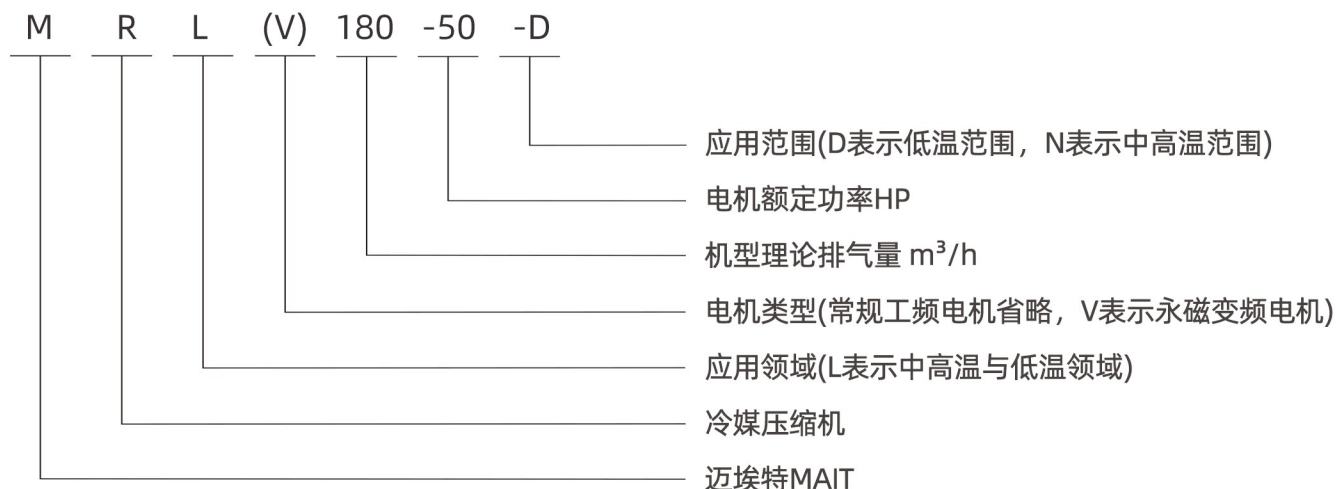 M R L (V) 180 -50 -D
应用范围(D表示低温范围，N表示中高温范围)
电机额定功率HP
机型理论排气量 m³/h
电机类型(常规工频电机省略，V表示永磁变频电机)
应用领域(L表示中高温与低温领域)
冷媒压缩机
迈埃特MAIT